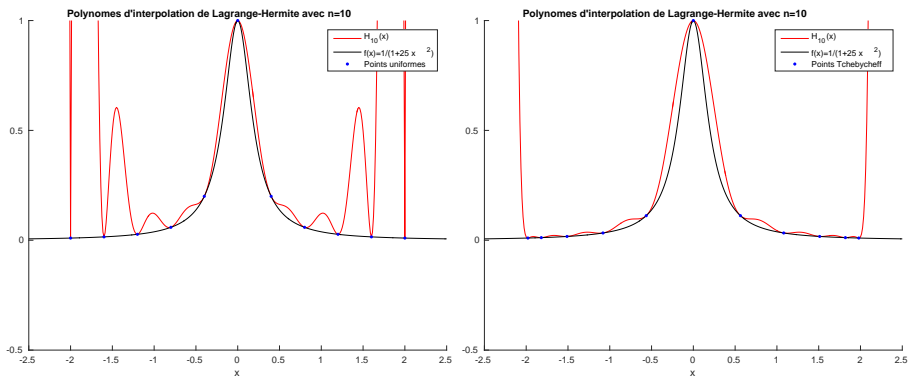 Polynomes d'interpolation de Lagrange-Hermite avec n=10
H10(x)
f(x)=1/(1+25 x 2)
Points uniformes
1
0.5
0
-0.5
-2.5 -2 -1.5 -1 -0.5 0 0.5 1 1.5 2 2.5
x
Polynomes d'interpolation de Lagrange-Hermite avec n=10
H10(x)
f(x)=1/(1+25 x 2)
Points Tchebycheff
1
0.5
0
-0.5
-2.5 -2 -1.5 -1 -0.5 0 0.5 1 1.5 2 2.5
x